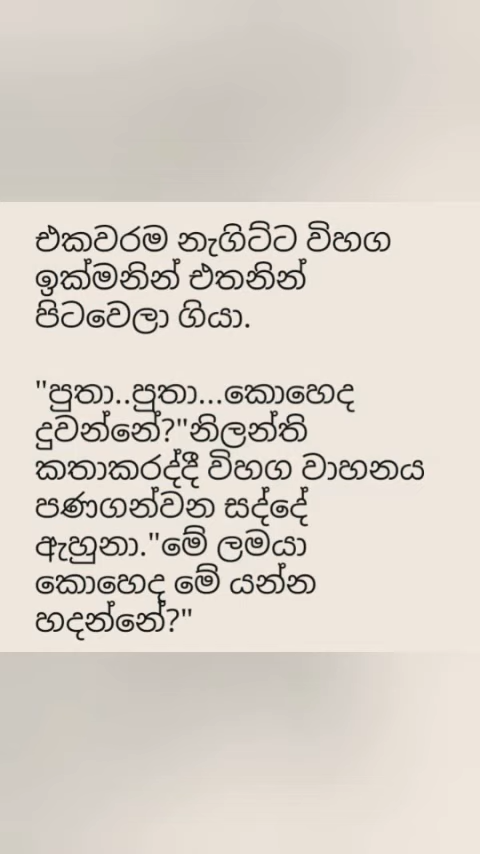 එකවරම නැගිට්ට විහග
ඉක්මනින් එතනින්
පිටවෙලා ගියා.
"පුතා..පුතා...කොහෙද
දුවන්නේ?"නිලන්ති
කතාකරද්දී විහග වාහනය
පණගන්වන සද්දේ
ඇහුනා."මේ ලමයා
කොහෙද මේ යන්න
හදන්නේ?"